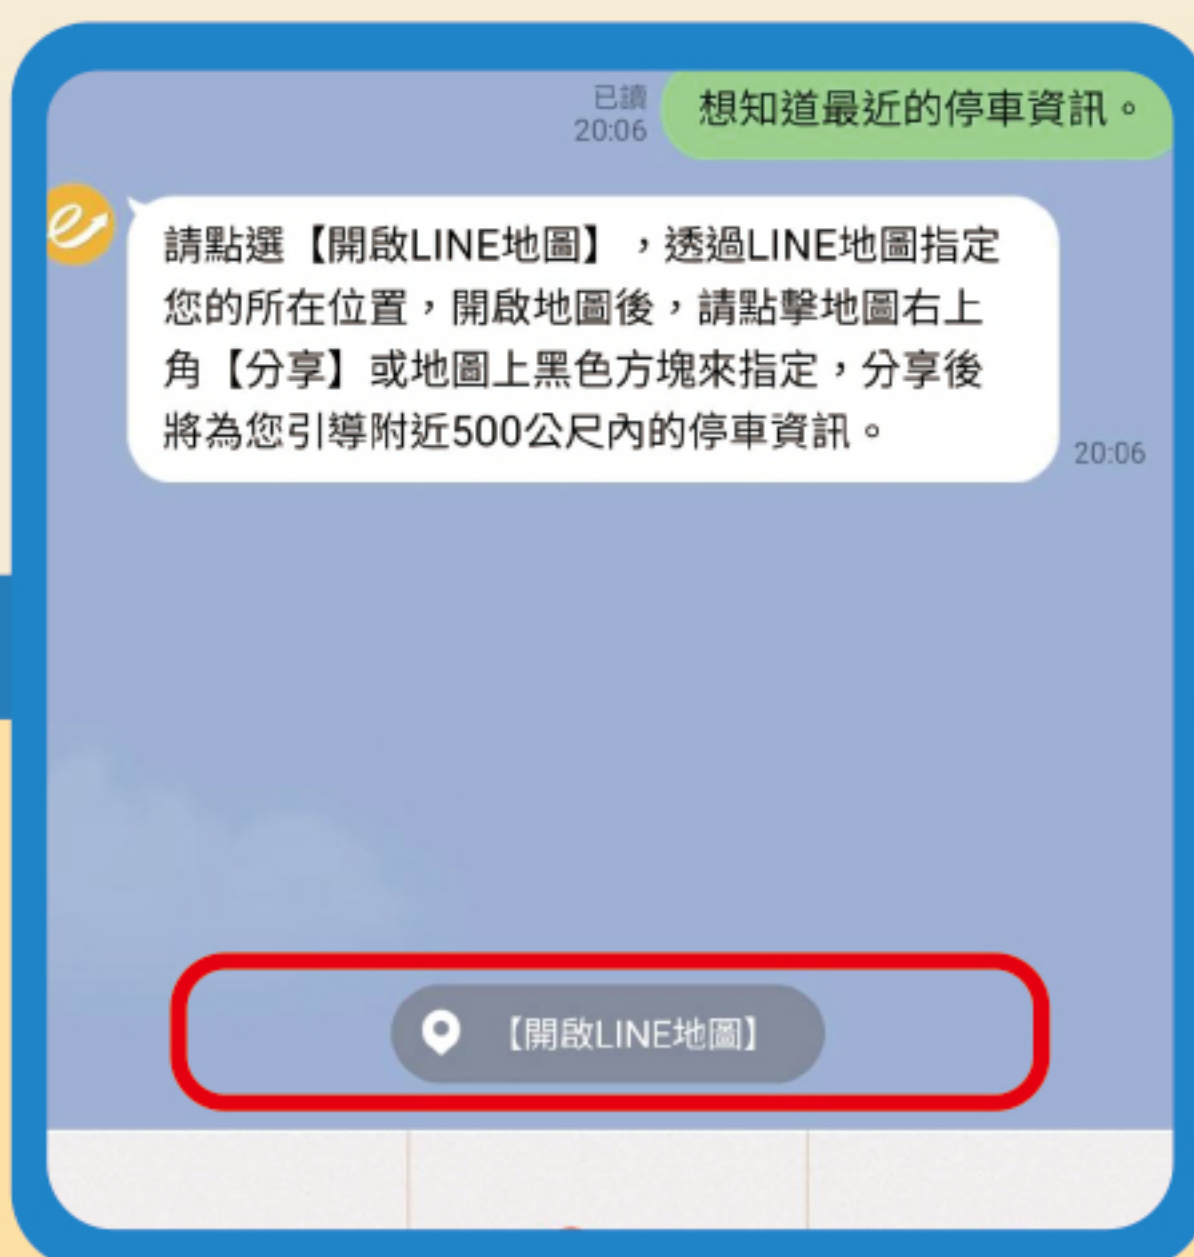 已讀
20:06
想知道最近的停車資訊。
請點選【開啟LINE地圖】,透過LINE地圖指定
您的所在位置,開啟地圖後,請點擊地圖右上
角【分享】或地圖上黑色方塊來指定,分享後
將為您引導附近500公尺內的停車資訊。
20:06
【開啟LINE地圖】